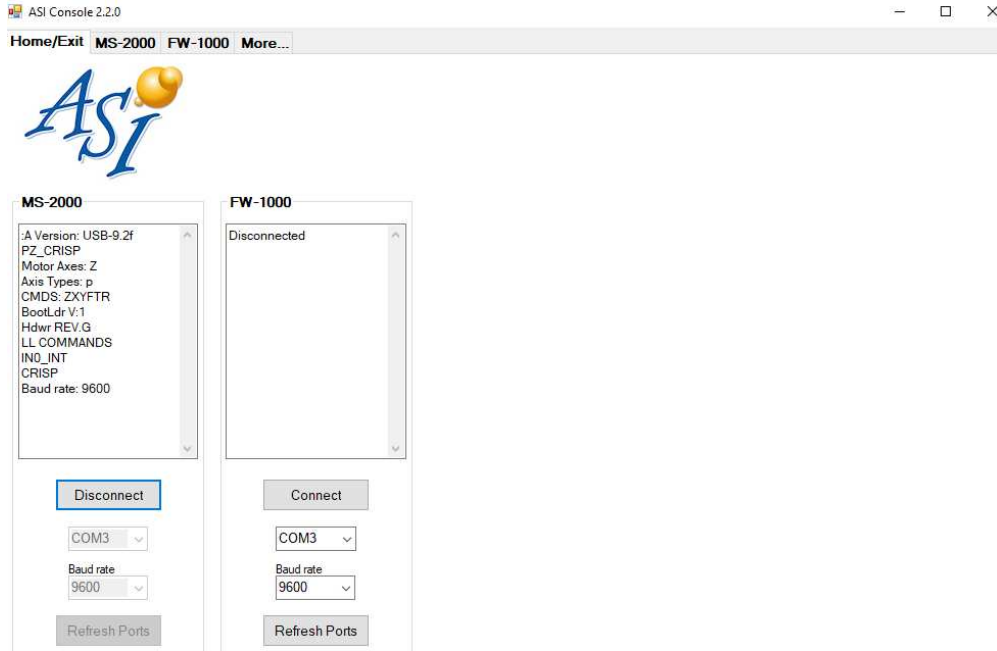 ASI Console 2.2.0
Home/Exit MS-2000 FW-1000 More...
ASI
MS-2000
:A Version: USB-9.2f
PZ_CRISP
Motor Axes: Z
Axis Types: p
CMDS: ZXYFTR
BootLdr V:1
Hdwr REV.G
LL COMMANDS
IN0_INT
CRISP
Baud rate: 9600
Disconnect
COM3
Baud rate
9600
Refresh Ports
FW-1000
Disconnected
Connect
COM3
Baud rate
9600
Refresh Ports